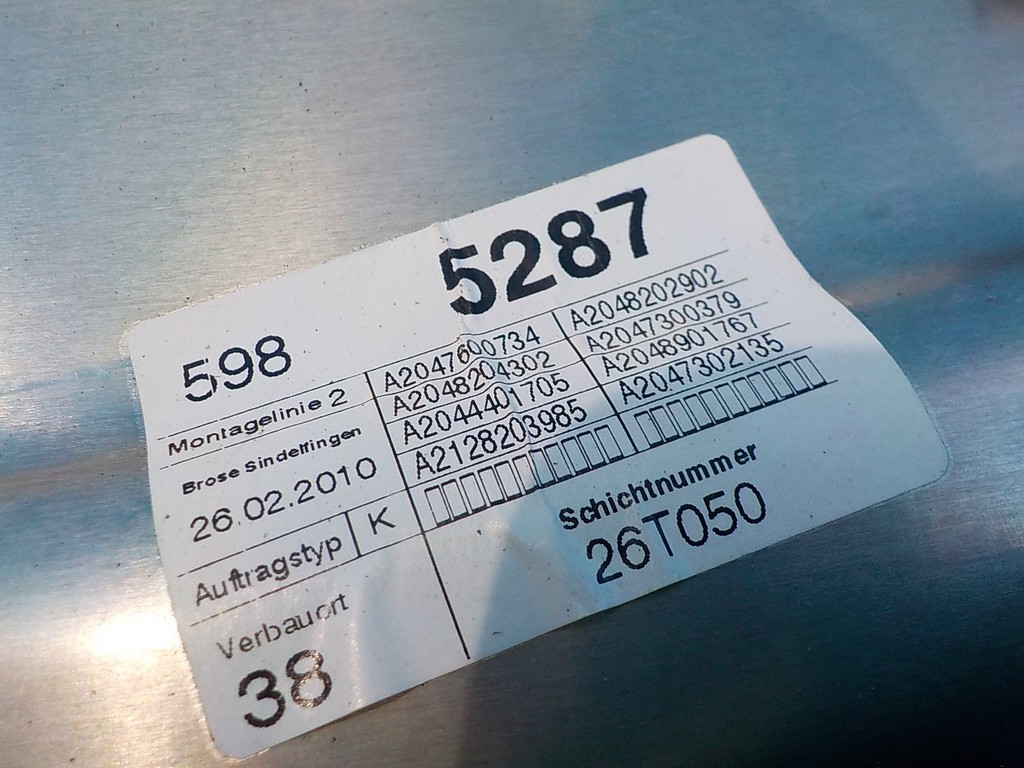 598 5287
Montagelinie 2
Brose Sindelfingen
26.02.2010
Auftragstyp K
Verbauort
38
A2047600734 A2048202902
A2048204302 A2047300379
A2044401705 A2048901767
A2128203985 A2047302135
Schichtnummer
26T050